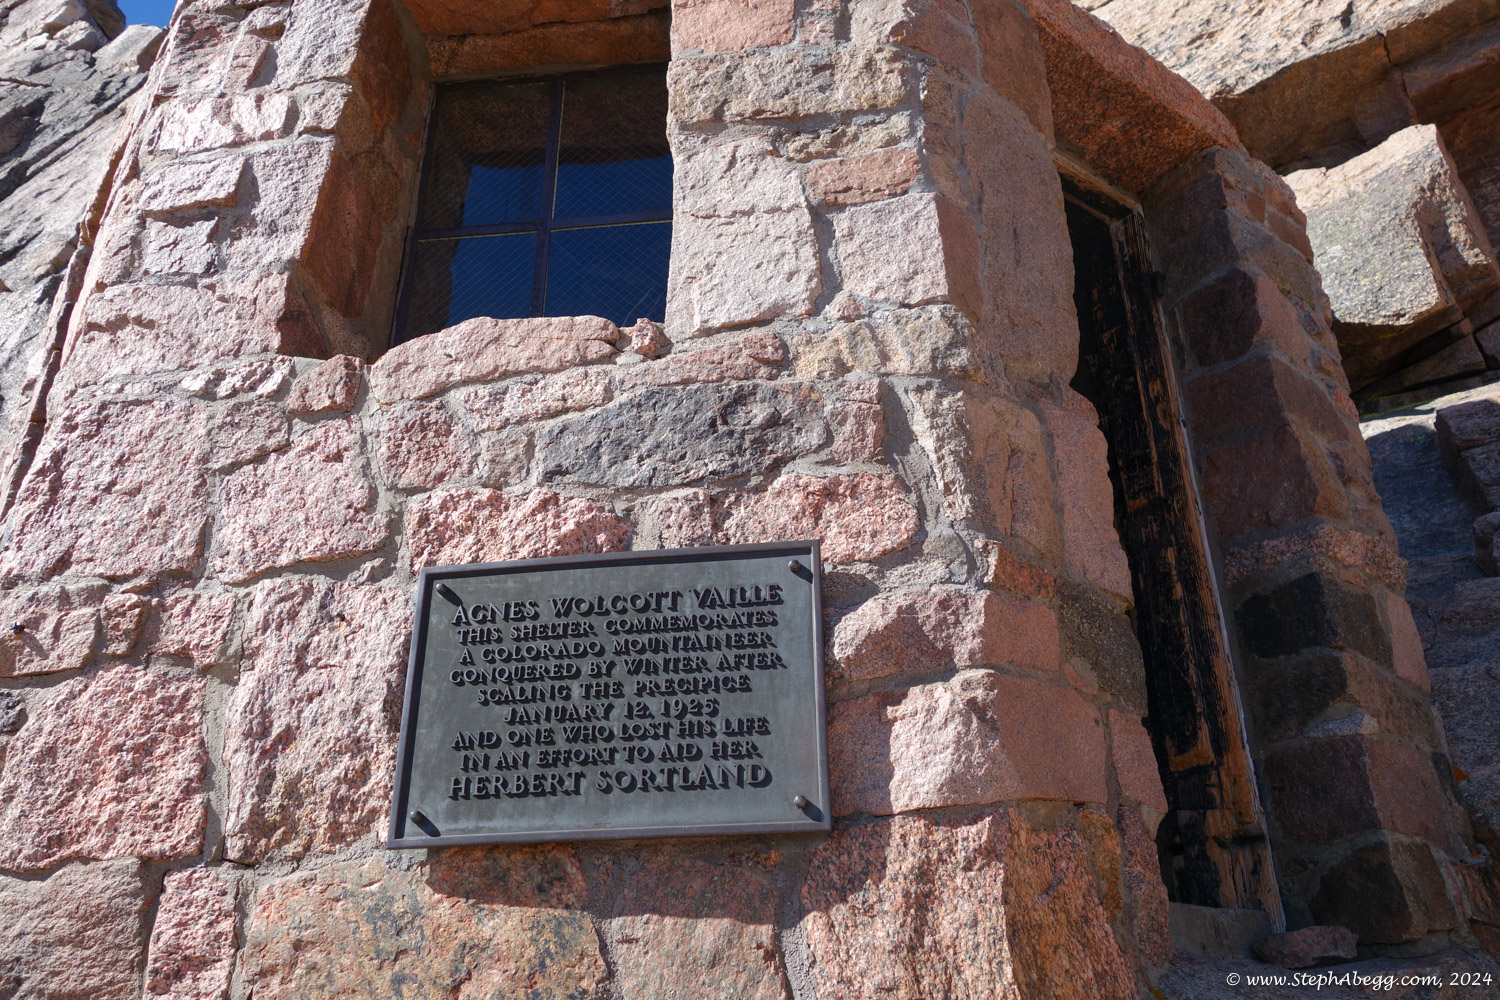 AGNES WOLCOTT VAILLE
THIS SHELTER COMMEMORATES
A COLORADO MOUNTAINEER
CONQUERED BY WINTER AFTER
SCALING THE PRECIPICE
JANUARY 12, 1925
AND ONE WHO LOST HIS LIFE
IN AN EFFORT TO AID HER
HERBERT SORTLAND
© www.StephAbegg.com, 2024